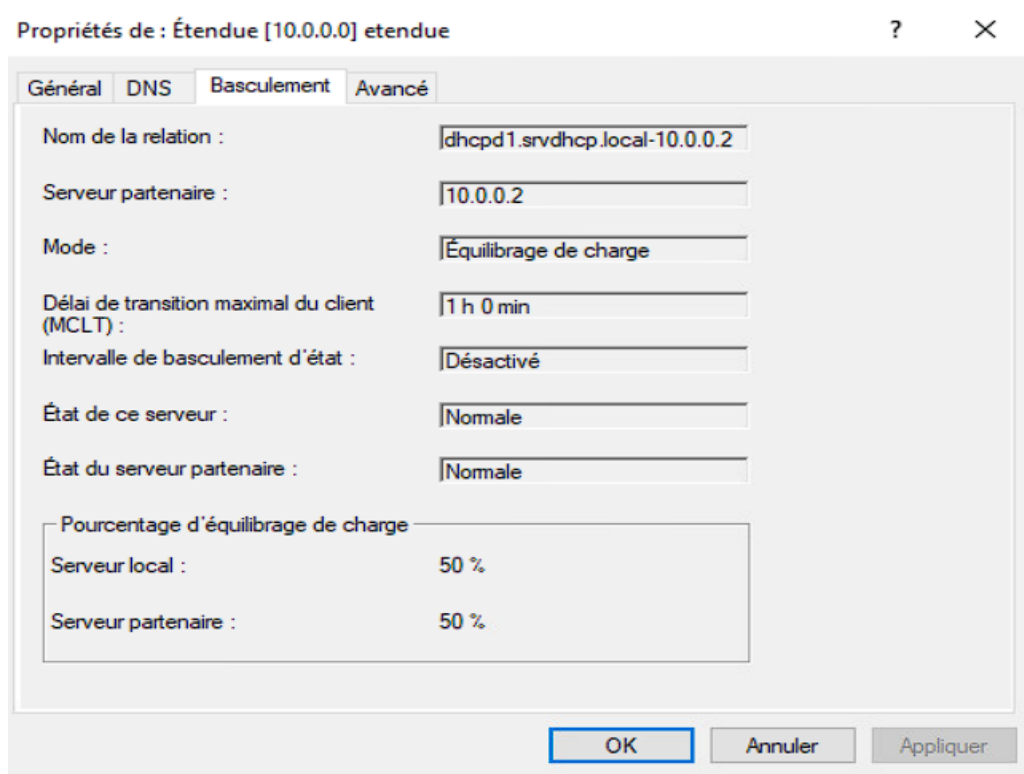 Propriétés de : Étendue [10.0.0.0] etendue
?
Général DNS Basculement Avancé
Nom de la relation : dhcpd1.srvdhcp.local-10.0.0.2
Serveur partenaire : 10.0.0.2
Mode : Équilibrage de charge
Délai de transition maximal du client
(MCLT) : 1 h 0 min
Intervalle de basculement d'état : Désactivé
État de ce serveur : Normale
État du serveur partenaire : Normale
Pourcentage d'équilibrage de charge
Serveur local : 50 %
Serveur partenaire : 50 %
OK Annuler Appliquer